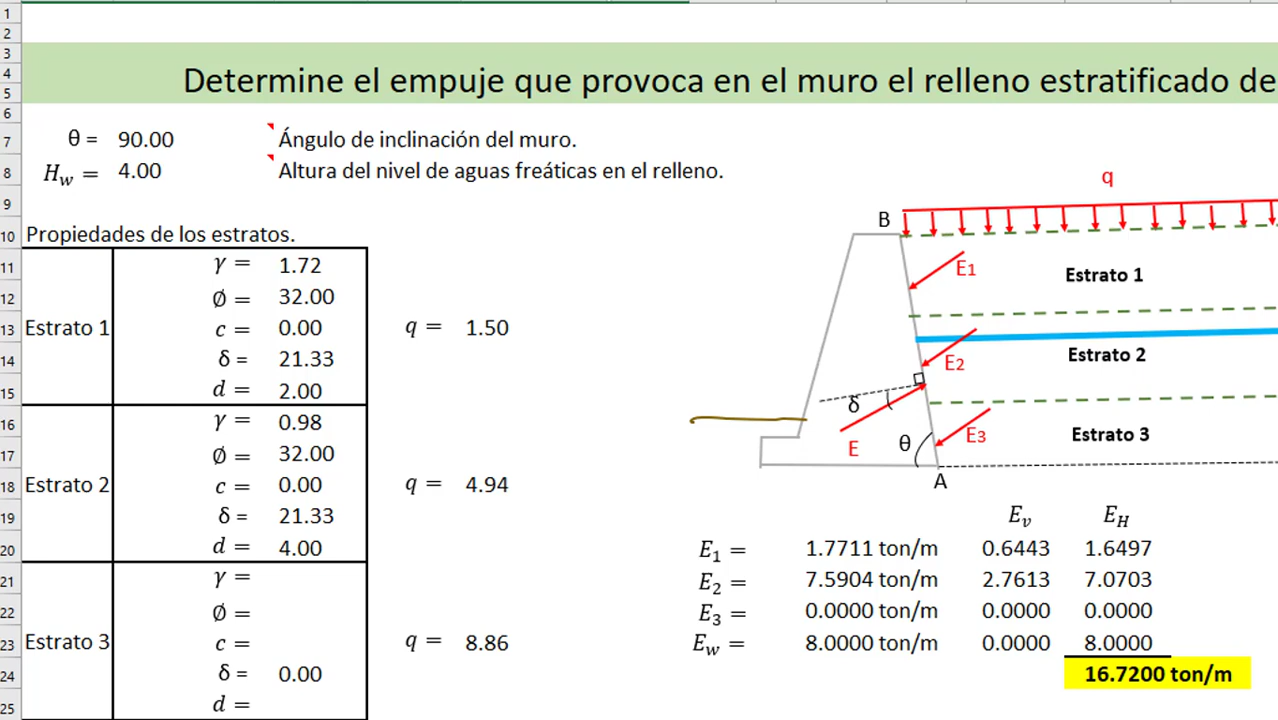 1
2
3
4 Determine el empuje que provoca en el muro el relleno estratificado de
5
6
7 θ = 90.00 Ángulo de inclinación del muro.
8 H_w = 4.00 Altura del nivel de aguas freáticas en el relleno.
q
9
B
10 Propiedades de los estratos.
11 γ = 1.72
E1 Estrato 1
12 Ø = 32.00
13 Estrato 1 c = 0.00 q = 1.50
14 δ = 21.33
E2 Estrato 2
15 d = 2.00
δ
16 γ = 0.98
E θ E3 Estrato 3
17 Ø = 32.00
18 Estrato 2 c = 0.00 q = 4.94
A
19 δ = 21.33
E_v E_H
20 d = 4.00 E_1 = 1.7711 ton/m 0.6443 1.6497
21 γ = E_2 = 7.5904 ton/m 2.7613 7.0703
22 Ø = E_3 = 0.0000 ton/m 0.0000 0.0000
23 Estrato 3 c = q = 8.86 E_w = 8.0000 ton/m 0.0000 8.0000
24 δ = 0.00 16.7200 ton/m
25 d =